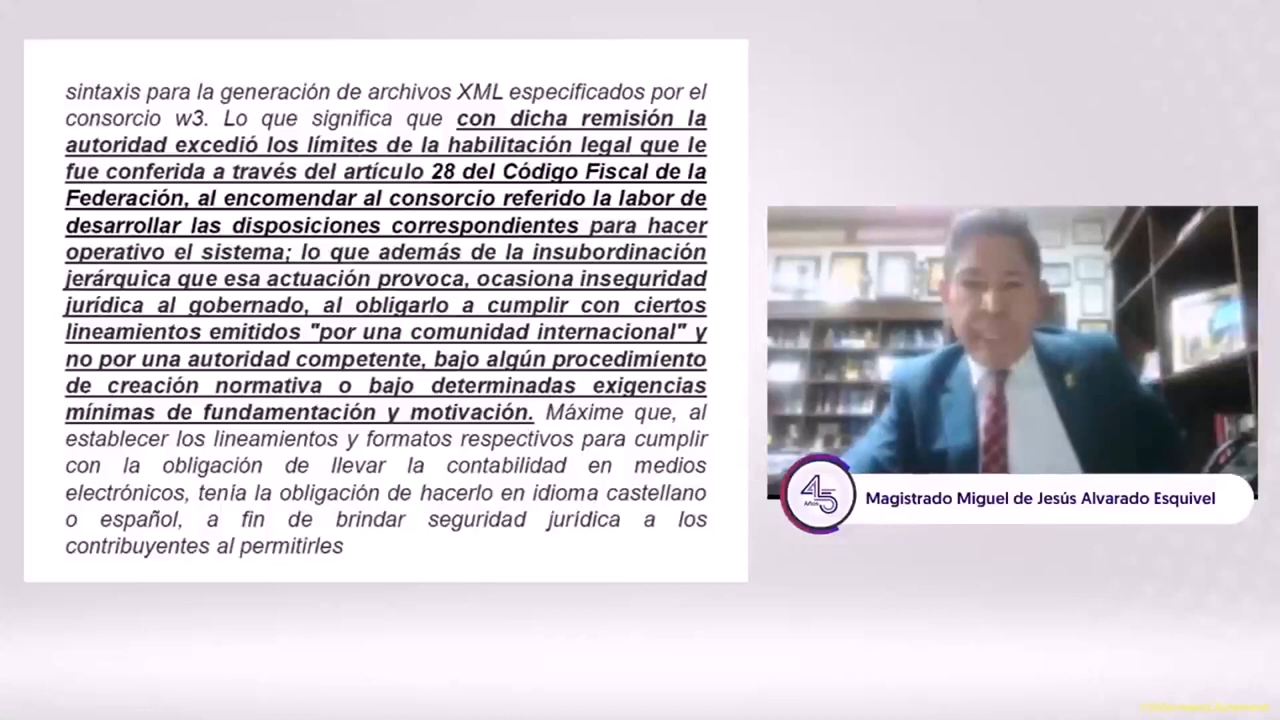 sintaxis para la generación de archivos XML especificados por el
consorcio w3. Lo que significa que con dicha remisión la
autoridad excedió los límites de la habilitación legal que le
fue conferida a través del artículo 28 del Código Fiscal de la
Federación, al encomendar al consorcio referido la labor de
desarrollar las disposiciones correspondientes para hacer
operativo el sistema; lo que además de la insubordinación
jerárquica que esa actuación provoca, ocasiona inseguridad
jurídica al gobernado, al obligarlo a cumplir con ciertos
lineamientos emitidos "por una comunidad internacional" y
no por una autoridad competente, bajo algún procedimiento
de creación normativa o bajo determinadas exigencias
mínimas de fundamentación y motivación. Máxime que, al
establecer los lineamientos y formatos respectivos para cumplir
con la obligación de llevar la contabilidad en medios
electrónicos, tenía la obligación de hacerlo en idioma castellano
o español, a fin de brindar seguridad jurídica a los
contribuyentes al permitirles
45
Años
Magistrado Miguel de Jesús Alvarado Esquivel